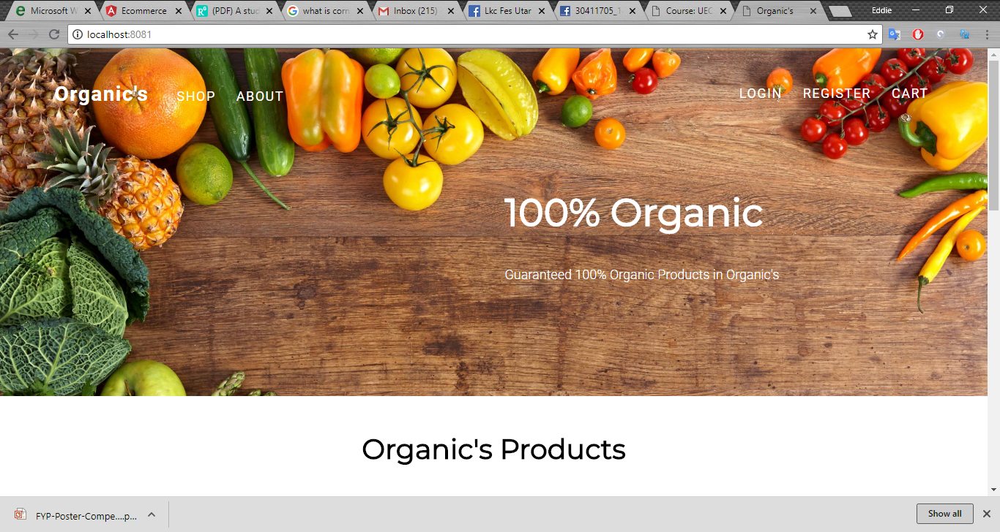 Microsoft W
Ecommerce
(PDF) A stud
what is corn
Inbox (215)
Lkc Fes Utar
30411705_1
Course: UEC
Organic's
Eddie
localhost:8081
Organic's SHOP ABOUT LOGIN REGISTER CART
100% Organic
Guaranteed 100% Organic Products in Organic's
Organic's Products
FYP-Poster-Compe....p...
Show all